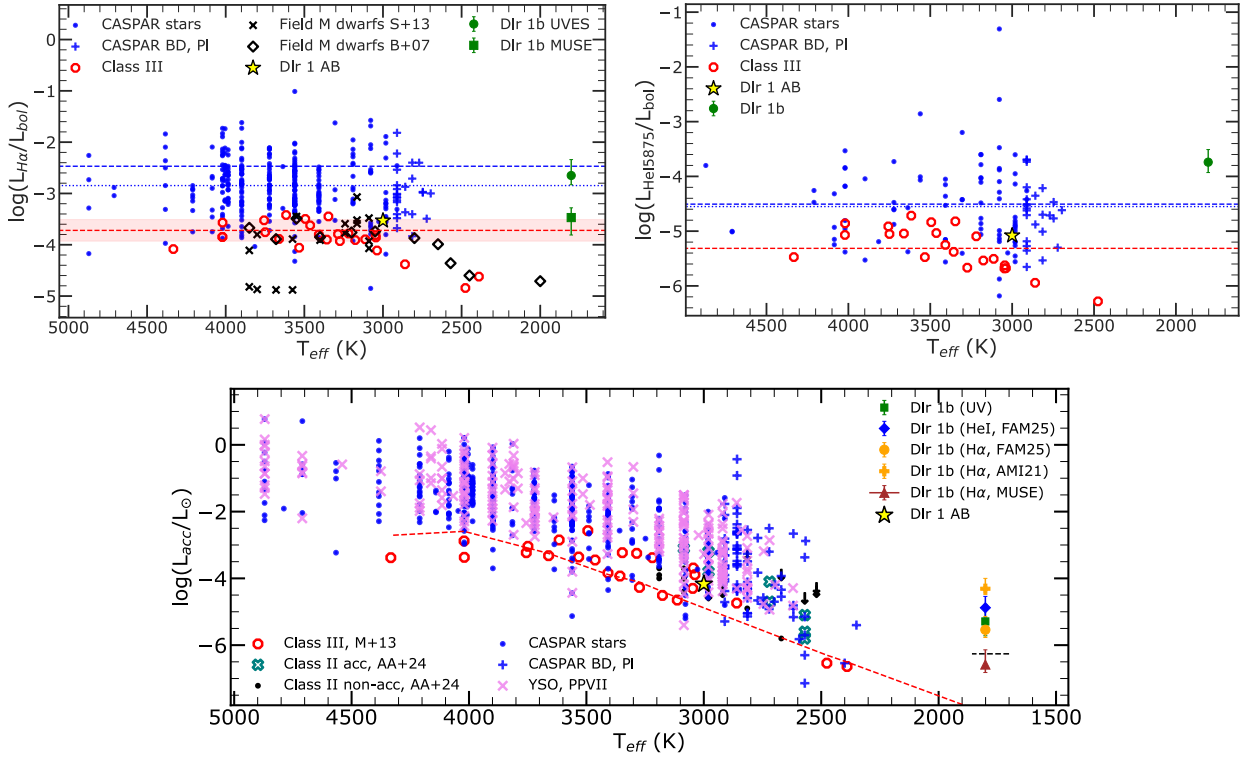 CASPAR stars
CASPAR BD, Pl
Class III
Field M dwarfs S+13
Field M dwarfs B+07
Dlr 1 AB
Dlr 1b UVES
Dlr 1b MUSE
log(L_Hα/L_bol)
0
−1
−2
−3
−4
−5
5000 4500 4000 3500 3000 2500 2000
T_eff (K)
CASPAR stars
CASPAR BD, Pl
Class III
Dlr 1 AB
Dlr 1b
log(L_HeI5875/L_bol)
−1
−2
−3
−4
−5
−6
4500 4000 3500 3000 2500 2000
T_eff (K)
Dlr 1b (UV)
Dlr 1b (HeI, FAM25)
Dlr 1b (Hα, FAM25)
Dlr 1b (Hα, AMI21)
Dlr 1b (Hα, MUSE)
Dlr 1 AB
log(L_acc/L_⊙)
0
−2
−4
−6
Class III, M+13
Class II acc, AA+24
Class II non-acc, AA+24
CASPAR stars
CASPAR BD, Pl
YSO, PPVII
5000 4500 4000 3500 3000 2500 2000 1500
T_eff (K)